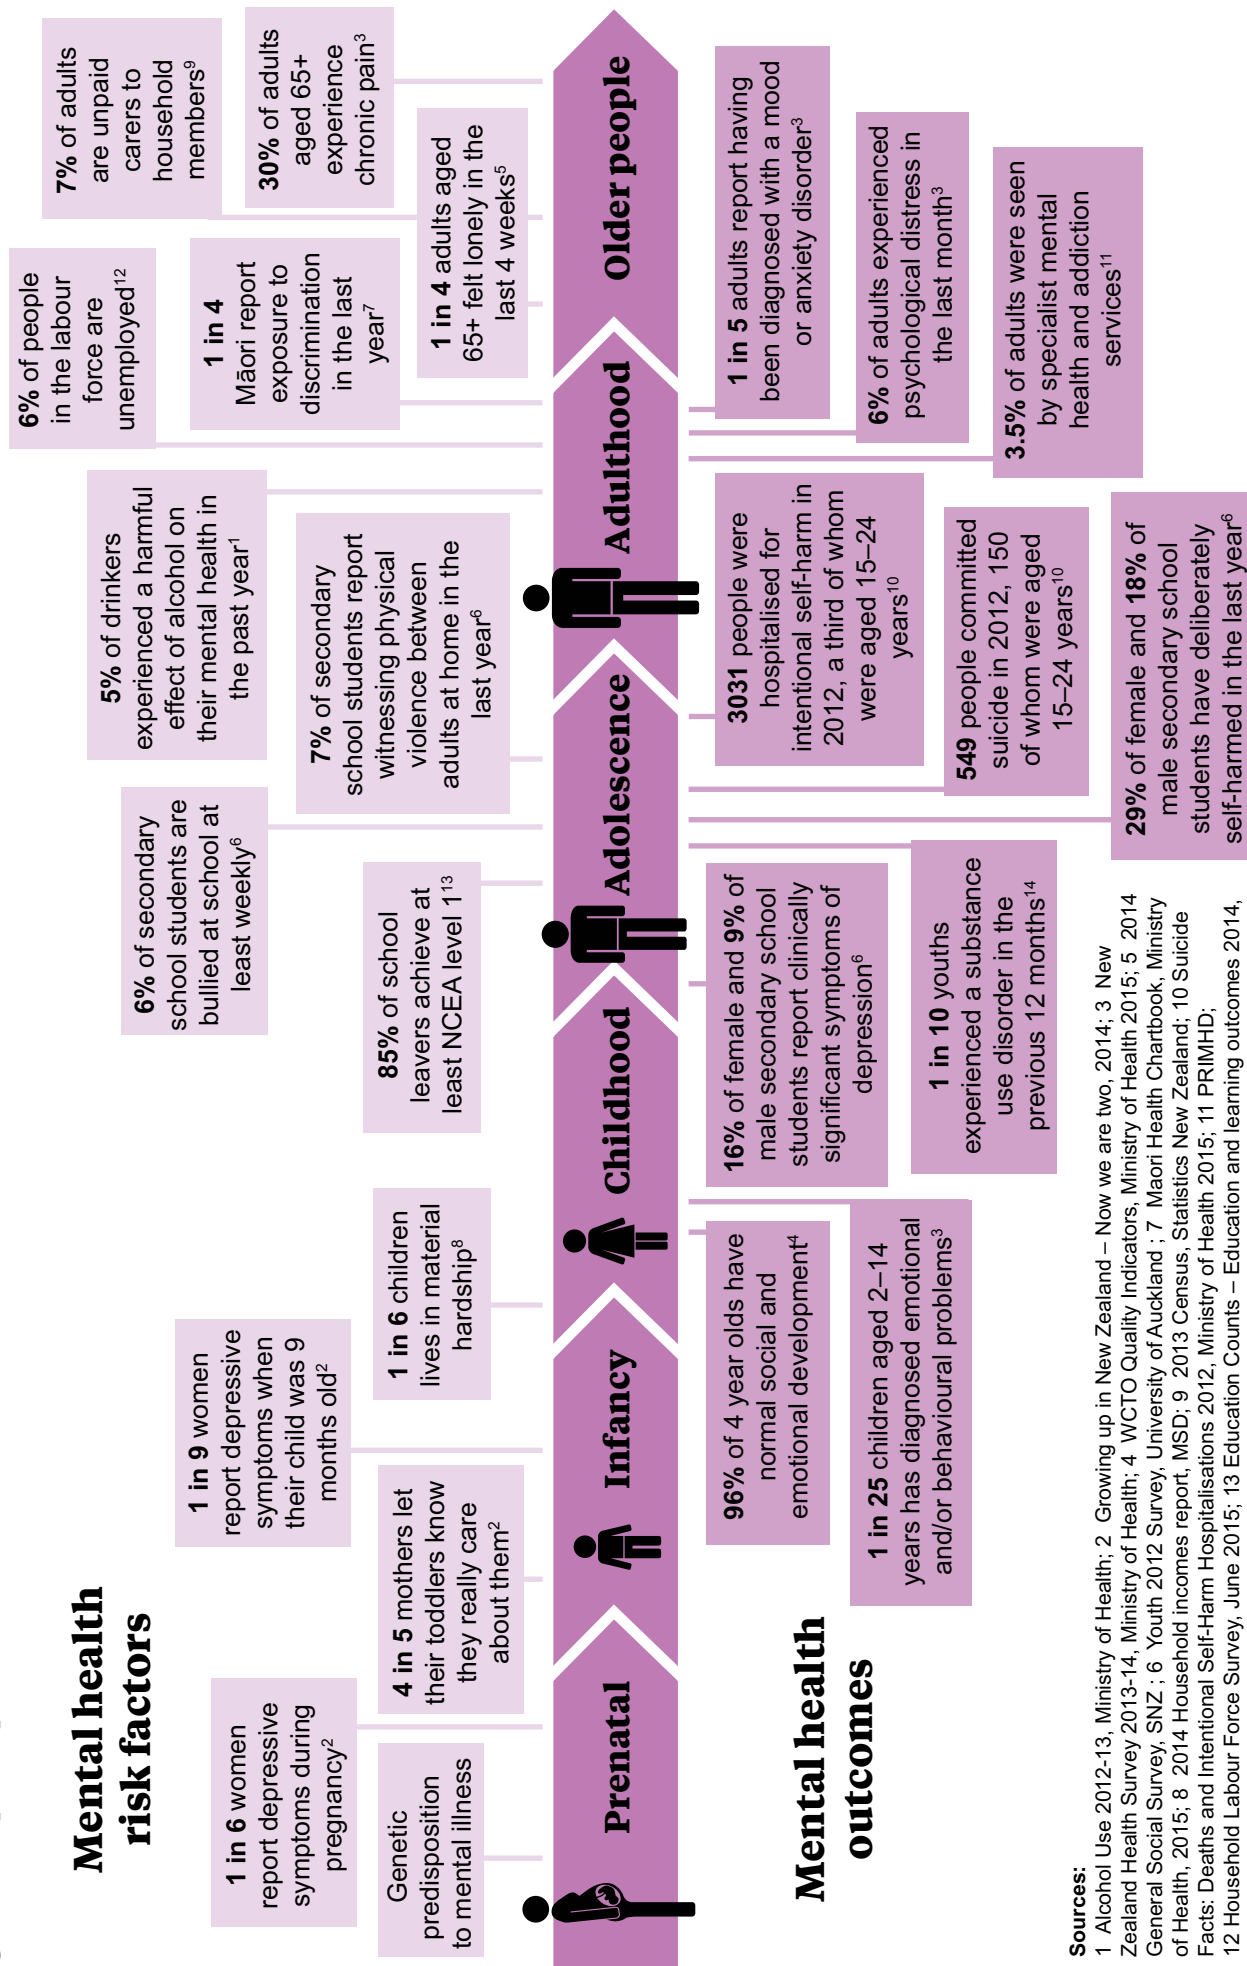 Mental health
risk factors
Genetic
predisposition
to mental illness
1 in 6 women
report depressive
symptoms during
pregnancy2
4 in 5 mothers let
their toddlers know
they really care
about them2
1 in 9 women
report depressive
symptoms when
their child was 9
months old2
1 in 6 children
lives in material
hardship8
85% of school
leavers achieve at
least NCEA level 113
6% of secondary
school students are
bullied at school at
least weekly6
7% of secondary
school students report
witnessing physical
violence between
adults at home in the
last year6
5% of drinkers
experienced a harmful
effect of alcohol on
their mental health in
the past year1
6% of people
in the labour
force are
unemployed12
1 in 4
Māori report
exposure to
discrimination
in the last
year7
7% of adults
are unpaid
carers to
household
members9
1 in 4 adults aged
65+ felt lonely in the
last 4 weeks5
30% of adults
aged 65+
experience
chronic pain3
Prenatal
Infancy
Childhood
Adolescence
Adulthood
Older people
Mental health
outcomes
96% of 4 year olds have
normal social and
emotional development4
1 in 25 children aged 2–14
years has diagnosed emotional
and/or behavioural problems3
16% of female and 9% of
male secondary school
students report clinically
significant symptoms of
depression6
1 in 10 youths
experienced a substance
use disorder in the
previous 12 months14
29% of female and 18% of
male secondary school
students have deliberately
self-harmed in the last year6
549 people committed
suicide in 2012, 150
of whom were aged
15–24 years10
3031 people were
hospitalised for
intentional self-harm in
2012, a third of whom
were aged 15–24
years10
3.5% of adults were seen
by specialist mental
health and addiction
services11
6% of adults experienced
psychological distress in
the last month3
1 in 5 adults report having
been diagnosed with a mood
or anxiety disorder3
Sources:
1 Alcohol Use 2012-13, Ministry of Health; 2 Growing up in New Zealand – Now we are two, 2014; 3 New
Zealand Health Survey 2013-14, Ministry of Health; 4 WCTO Quality Indicators, Ministry of Health 2015; 5 2014
General Social Survey, SNZ ; 6 Youth 2012 Survey, University of Auckland ; 7 Maori Health Chartbook, Ministry
of Health, 2015; 8 2014 Household incomes report, MSD; 9 2013 Census, Statistics New Zealand; 10 Suicide
Facts: Deaths and Intentional Self-Harm Hospitalisations 2012, Ministry of Health 2015; 11 PRIMHD;
12 Household Labour Force Survey, June 2015; 13 Education Counts – Education and learning outcomes 2014,